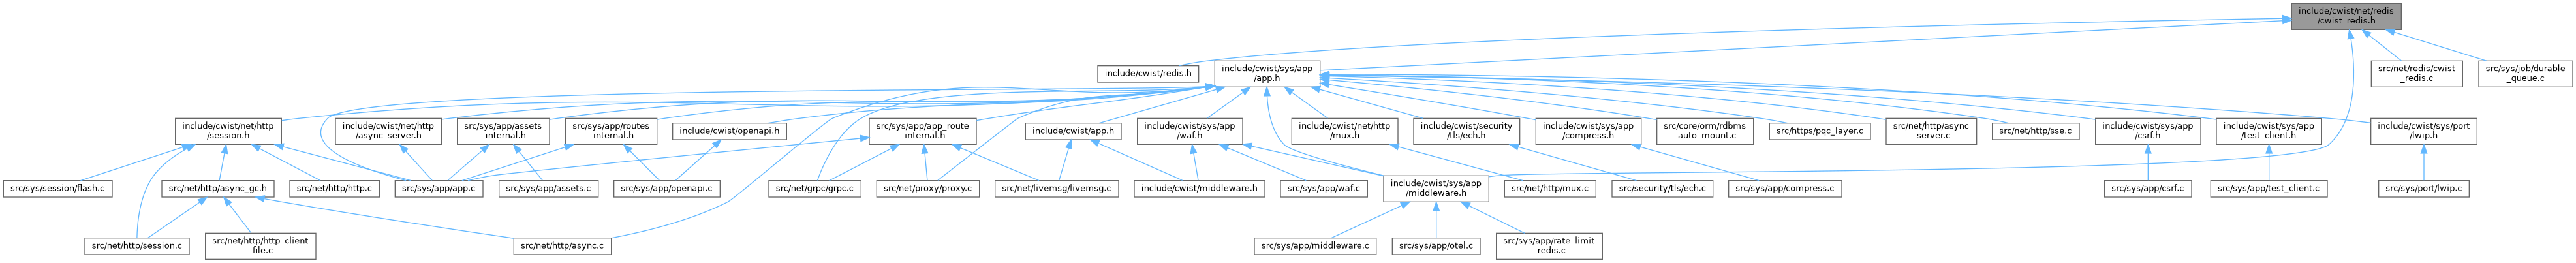 include/cwist/net/redis
/cwist_redis.h
include/cwist/redis.h
include/cwist/sys/app
/app.h
src/net/redis/cwist
_redis.c
src/sys/job/durable
_queue.c
include/cwist/net/http
/session.h
include/cwist/net/http
/async_server.h
src/sys/app/assets
_internal.h
src/sys/app/routes
_internal.h
include/cwist/openapi.h
src/sys/app/app_route
_internal.h
include/cwist/app.h
include/cwist/sys/app
/waf.h
include/cwist/net/http
/mux.h
include/cwist/security
/tls/ech.h
include/cwist/sys/app
/compress.h
src/core/orm/rdbms
_auto_mount.c
src/https/pqc_layer.c
src/net/http/async
_server.c
src/net/http/sse.c
include/cwist/sys/app
/csrf.h
include/cwist/sys/app
/test_client.h
include/cwist/sys/port
/lwip.h
src/sys/session/flash.c
src/net/http/async_gc.h
src/net/http/http.c
src/sys/app/app.c
src/sys/app/assets.c
src/sys/app/openapi.c
src/net/grpc/grpc.c
src/net/proxy/proxy.c
src/net/livemsg/livemsg.c
include/cwist/middleware.h
src/sys/app/waf.c
include/cwist/sys/app
/middleware.h
src/net/http/mux.c
src/security/tls/ech.c
src/sys/app/compress.c
src/sys/app/csrf.c
src/sys/app/test_client.c
src/sys/port/lwip.c
src/net/http/session.c
src/net/http/http_client
_file.c
src/net/http/async.c
src/sys/app/middleware.c
src/sys/app/otel.c
src/sys/app/rate_limit
_redis.c